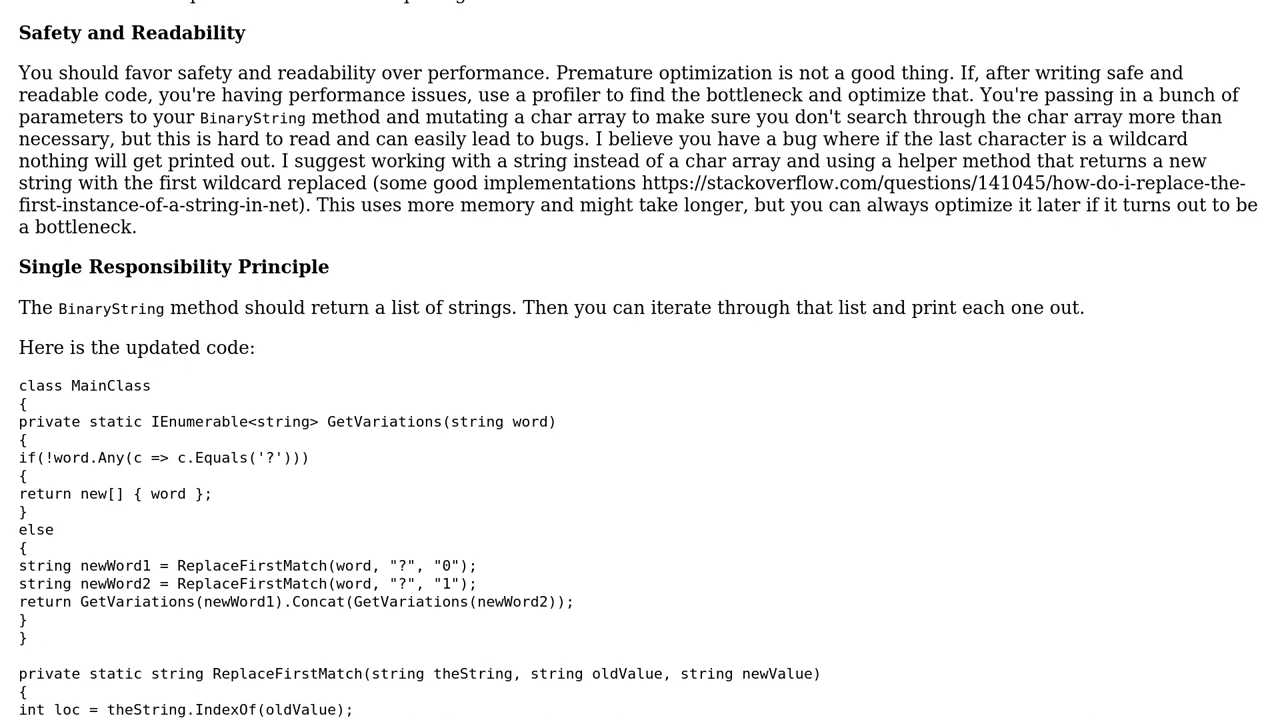 Safety and Readability
You should favor safety and readability over performance. Premature optimization is not a good thing. If, after writing safe and
readable code, you're having performance issues, use a profiler to find the bottleneck and optimize that. You're passing in a bunch of
parameters to your BinaryString method and mutating a char array to make sure you don't search through the char array more than
necessary, but this is hard to read and can easily lead to bugs. I believe you have a bug where if the last character is a wildcard
nothing will get printed out. I suggest working with a string instead of a char array and using a helper method that returns a new
string with the first wildcard replaced (some good implementations https://stackoverflow.com/questions/141045/how-do-i-replace-the-
first-instance-of-a-string-in-net). This uses more memory and might take longer, but you can always optimize it later if it turns out to be
a bottleneck.
Single Responsibility Principle
The BinaryString method should return a list of strings. Then you can iterate through that list and print each one out.
Here is the updated code:
class MainClass
{
private static IEnumerable<string> GetVariations(string word)
{
if(!word.Any(c => c.Equals('?')))
{
return new[] { word };
}
else
{
string newWord1 = ReplaceFirstMatch(word, "?", "0");
string newWord2 = ReplaceFirstMatch(word, "?", "1");
return GetVariations(newWord1).Concat(GetVariations(newWord2));
}
}
private static string ReplaceFirstMatch(string theString, string oldValue, string newValue)
{
int loc = theString.IndexOf(oldValue);